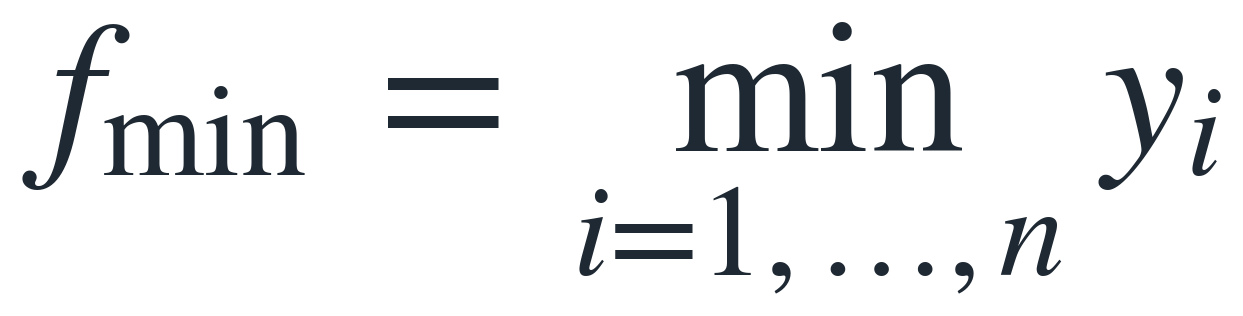 f_min = min_{i=1,…,n} y_i